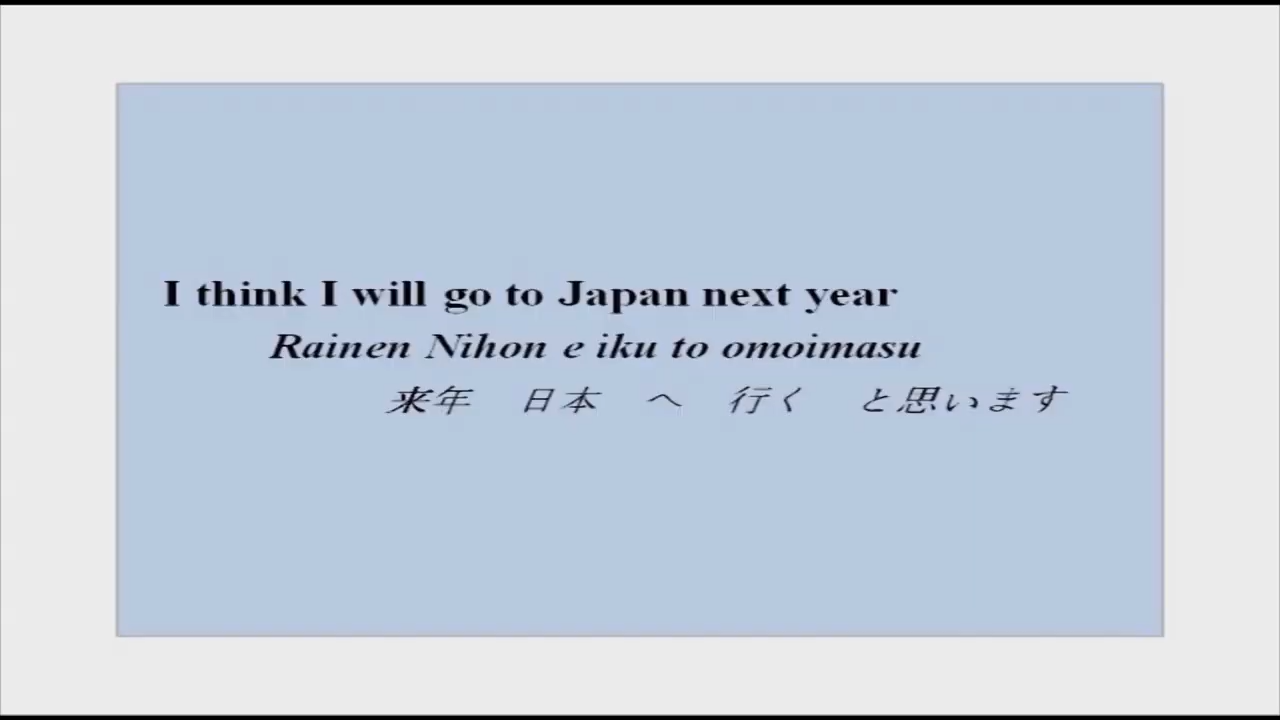 I think I will go to Japan next year
Rainen Nihon e iku to omoimasu
来年　日本　へ　行く　と思います